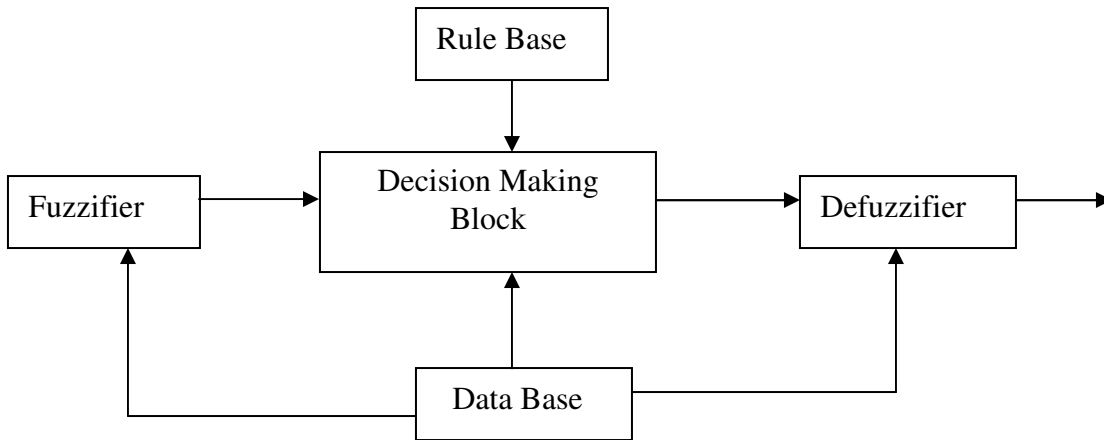 Rule Base
Decision Making
Block
Fuzzifier
Defuzzifier
Data Base